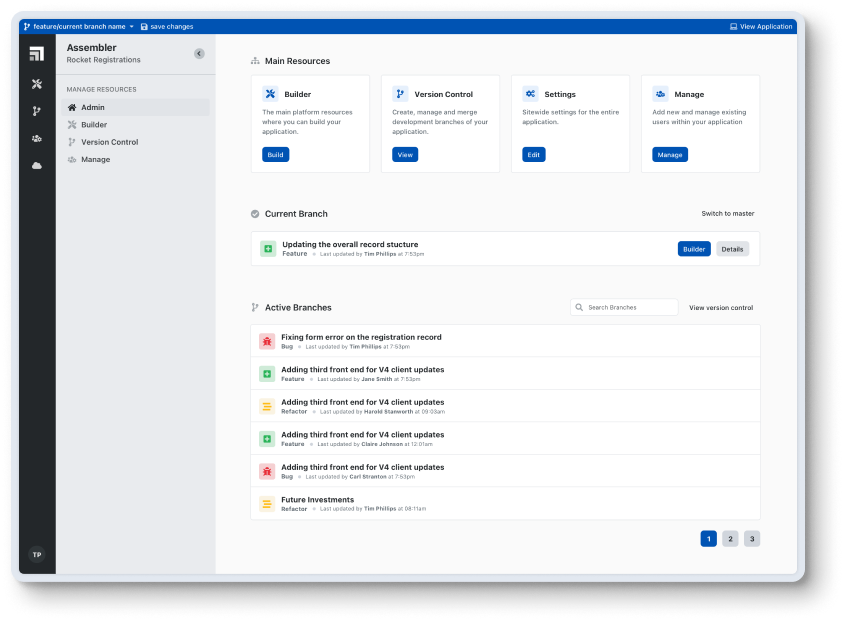 feature/current branch name
save changes
View Application
Assembler
Rocket Registrations
MANAGE RESOURCES
Admin
Builder
Version Control
Manage
TP
Main Resources
Builder
The main platform resources
where you can build your
application.
Build
Version Control
Create, manage and merge
development branches of your
application.
View
Settings
Sitewide settings for the entire
application.
Edit
Manage
Add new and manage existing
users within your application
Manage
Current Branch
Switch to master
Updating the overall record stucture
Feature Last updated by Tim Phillips at 7:53pm
Builder
Details
Active Branches
Search Branches
View version control
Fixing form error on the registration record
Bug Last updated by Tim Phillips at 7:53pm
Adding third front end for V4 client updates
Feature Last updated by Jane Smith at 7:53pm
Adding third front end for V4 client updates
Refactor Last updated by Harold Stanworth at 09:03am
Adding third front end for V4 client updates
Feature Last updated by Claire Johnson at 12:01am
Adding third front end for V4 client updates
Bug Last updated by Carl Stranton at 7:53pm
Future Investments
Refactor Last updated by Tim Phillips at 08:11am
1 2 3